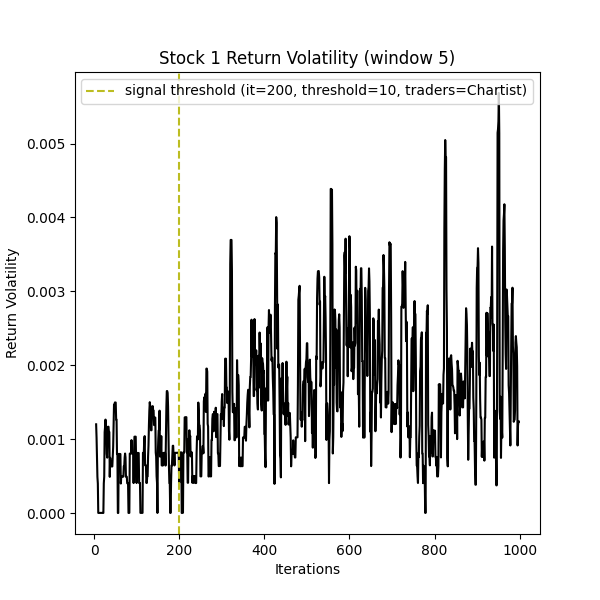 Stock 1 Return Volatility (window 5)
signal threshold (it=200, threshold=10, traders=Chartist)
Return Volatility
0.005
0.004
0.003
0.002
0.001
0.000
0 200 400 600 800 1000
Iterations